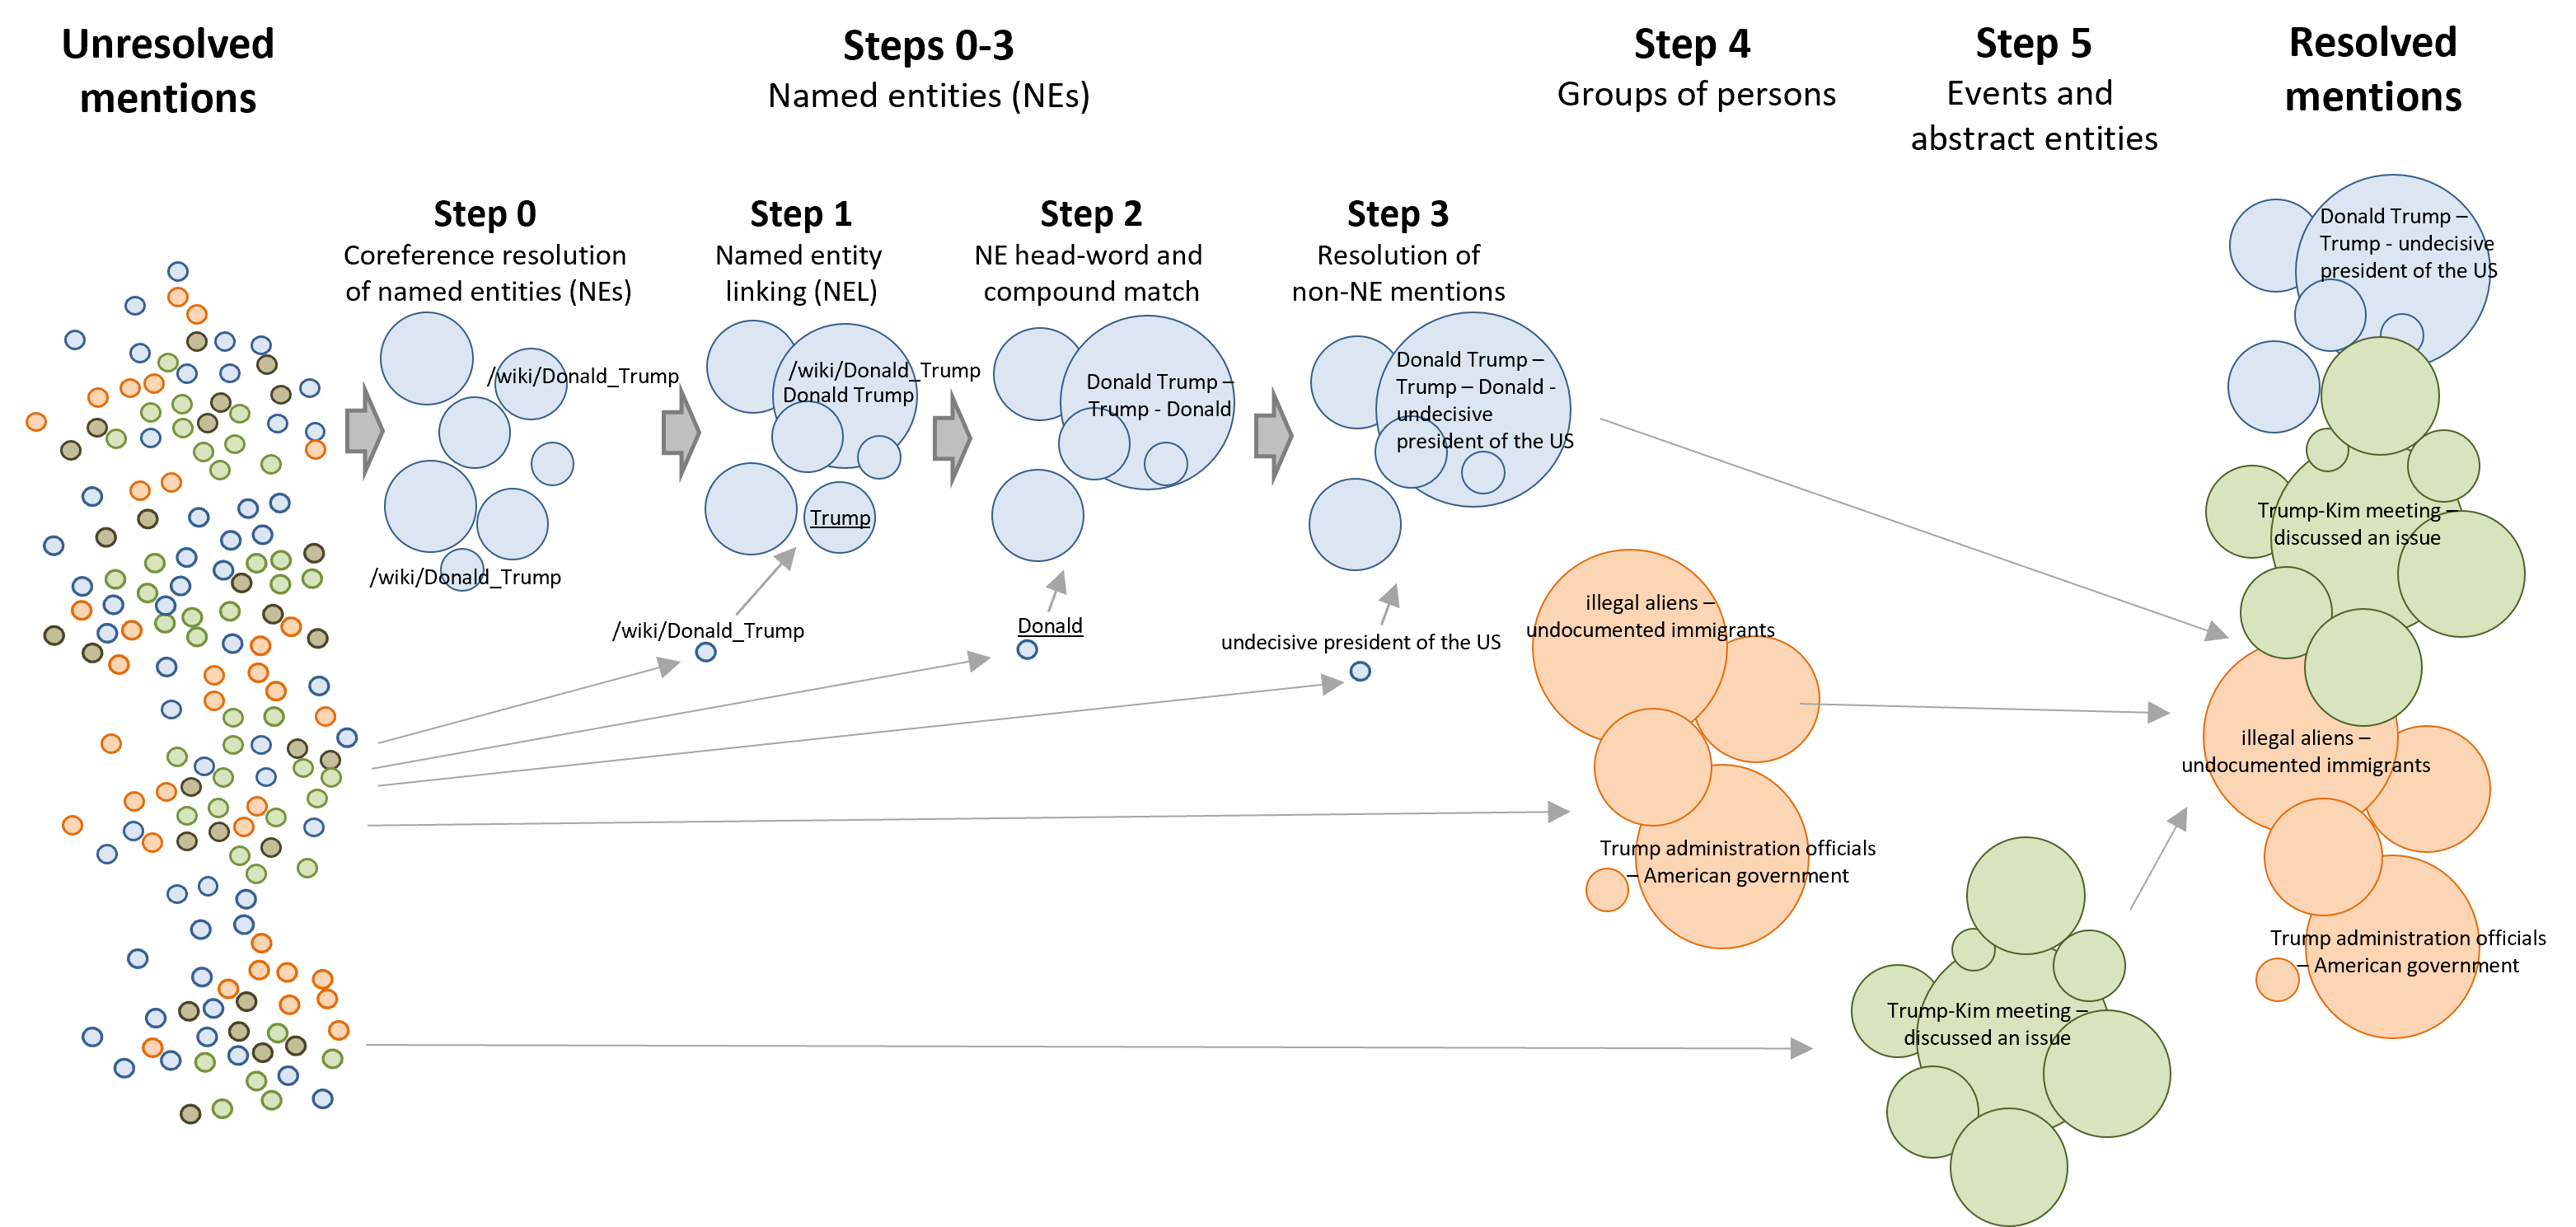 Unresolved
mentions
Steps 0-3
Named entities (NEs)
Step 4
Groups of persons
Step 5
Events and
abstract entities
Resolved
mentions
Step 0
Coreference resolution
of named entities (NEs)
Step 1
Named entity
linking (NEL)
Step 2
NE head-word and
compound match
Step 3
Resolution of
non-NE mentions
/wiki/Donald_Trump
/wiki/Donald_Trump
/wiki/Donald_Trump
Donald Trump
Trump
/wiki/Donald_Trump
Donald Trump –
Trump - Donald
Donald
Donald Trump –
Trump – Donald -
undecisive
president of the US
undecisive president of the US
illegal aliens –
undocumented immigrants
Trump administration officials
– American government
Trump-Kim meeting –
discussed an issue
Donald Trump –
Trump - undecisive
president of the US
Trump-Kim meeting –
discussed an issue
illegal aliens –
undocumented immigrants
Trump administration officials
– American government